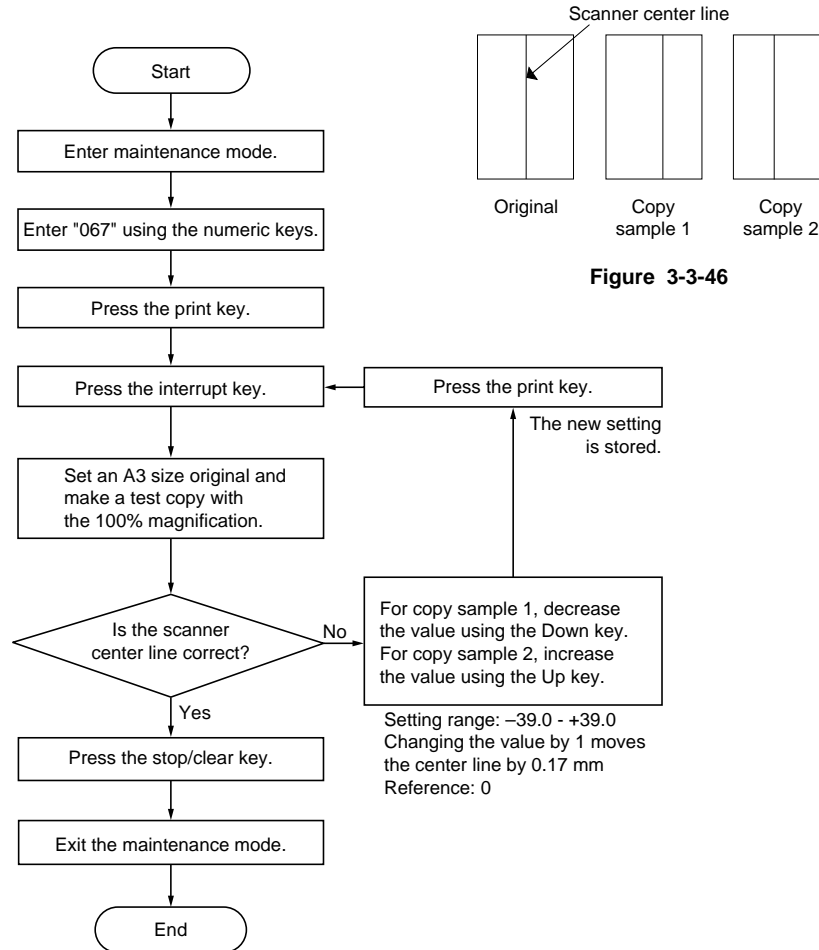 Scanner center line
Original
Copy
sample 1
Copy
sample 2
Figure 3-3-46
Start
Enter maintenance mode.
Enter "067" using the numeric keys.
Press the print key.
Press the interrupt key.
Press the print key.
The new setting
is stored.
Set an A3 size original and
make a test copy with
the 100% magnification.
Is the scanner
center line correct?
No
Yes
For copy sample 1, decrease
the value using the Down key.
For copy sample 2, increase
the value using the Up key.
Setting range: –39.0 - +39.0
Changing the value by 1 moves
the center line by 0.17 mm
Reference: 0
Press the stop/clear key.
Exit the maintenance mode.
End